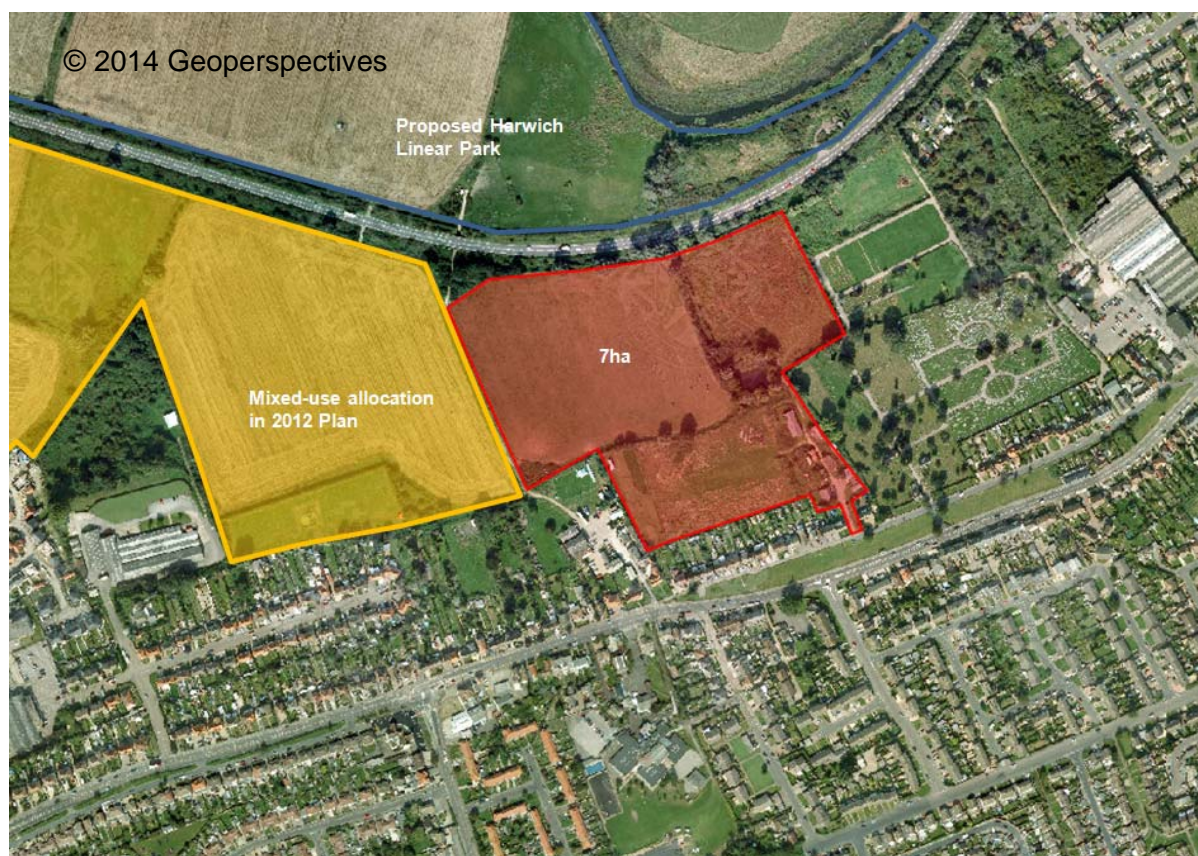 © 2014 Geoperspectives
Proposed Harwich
Linear Park
7ha
Mixed-use allocation
in 2012 Plan